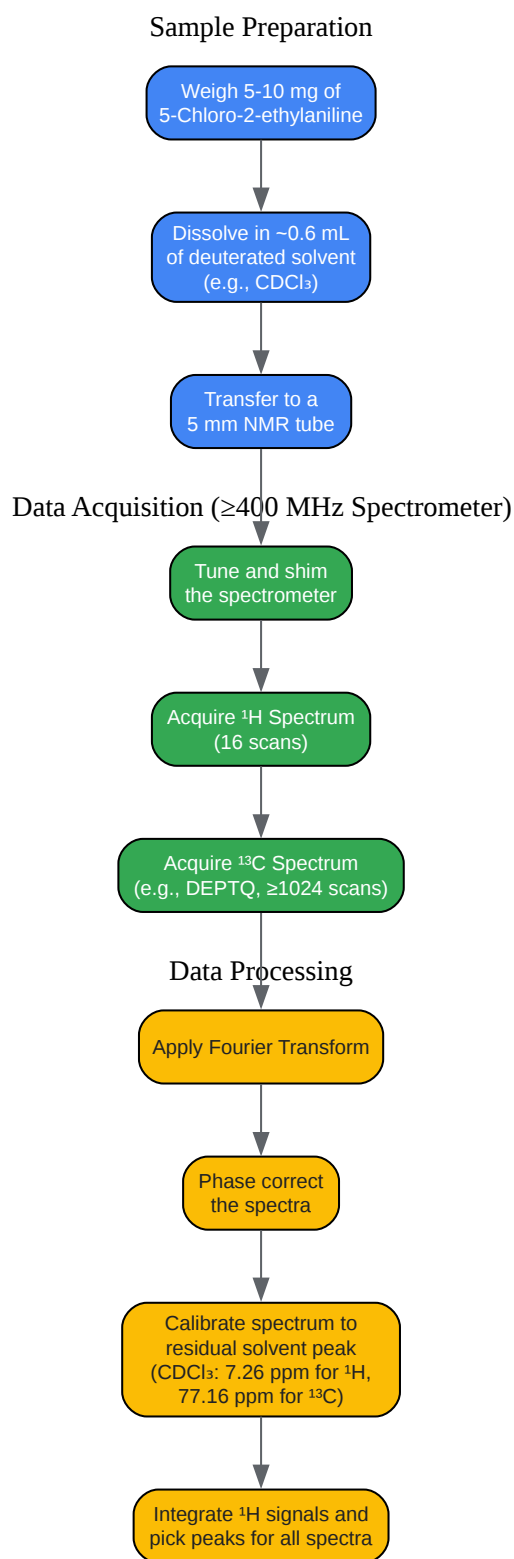 Sample Preparation
Weigh 5-10 mg of
5-Chloro-2-ethylaniline
Dissolve in ~0.6 mL
of deuterated solvent
(e.g., CDCl₃)
Transfer to a
5 mm NMR tube
Data Acquisition (≥400 MHz Spectrometer)
Tune and shim
the spectrometer
Acquire ¹H Spectrum
(16 scans)
Acquire ¹³C Spectrum
(e.g., DEPTQ, ≥1024 scans)
Data Processing
Apply Fourier Transform
Phase correct
the spectra
Calibrate spectrum to
residual solvent peak
(CDCl₃: 7.26 ppm for ¹H,
77.16 ppm for ¹³C)
Integrate ¹H signals and
pick peaks for all spectra